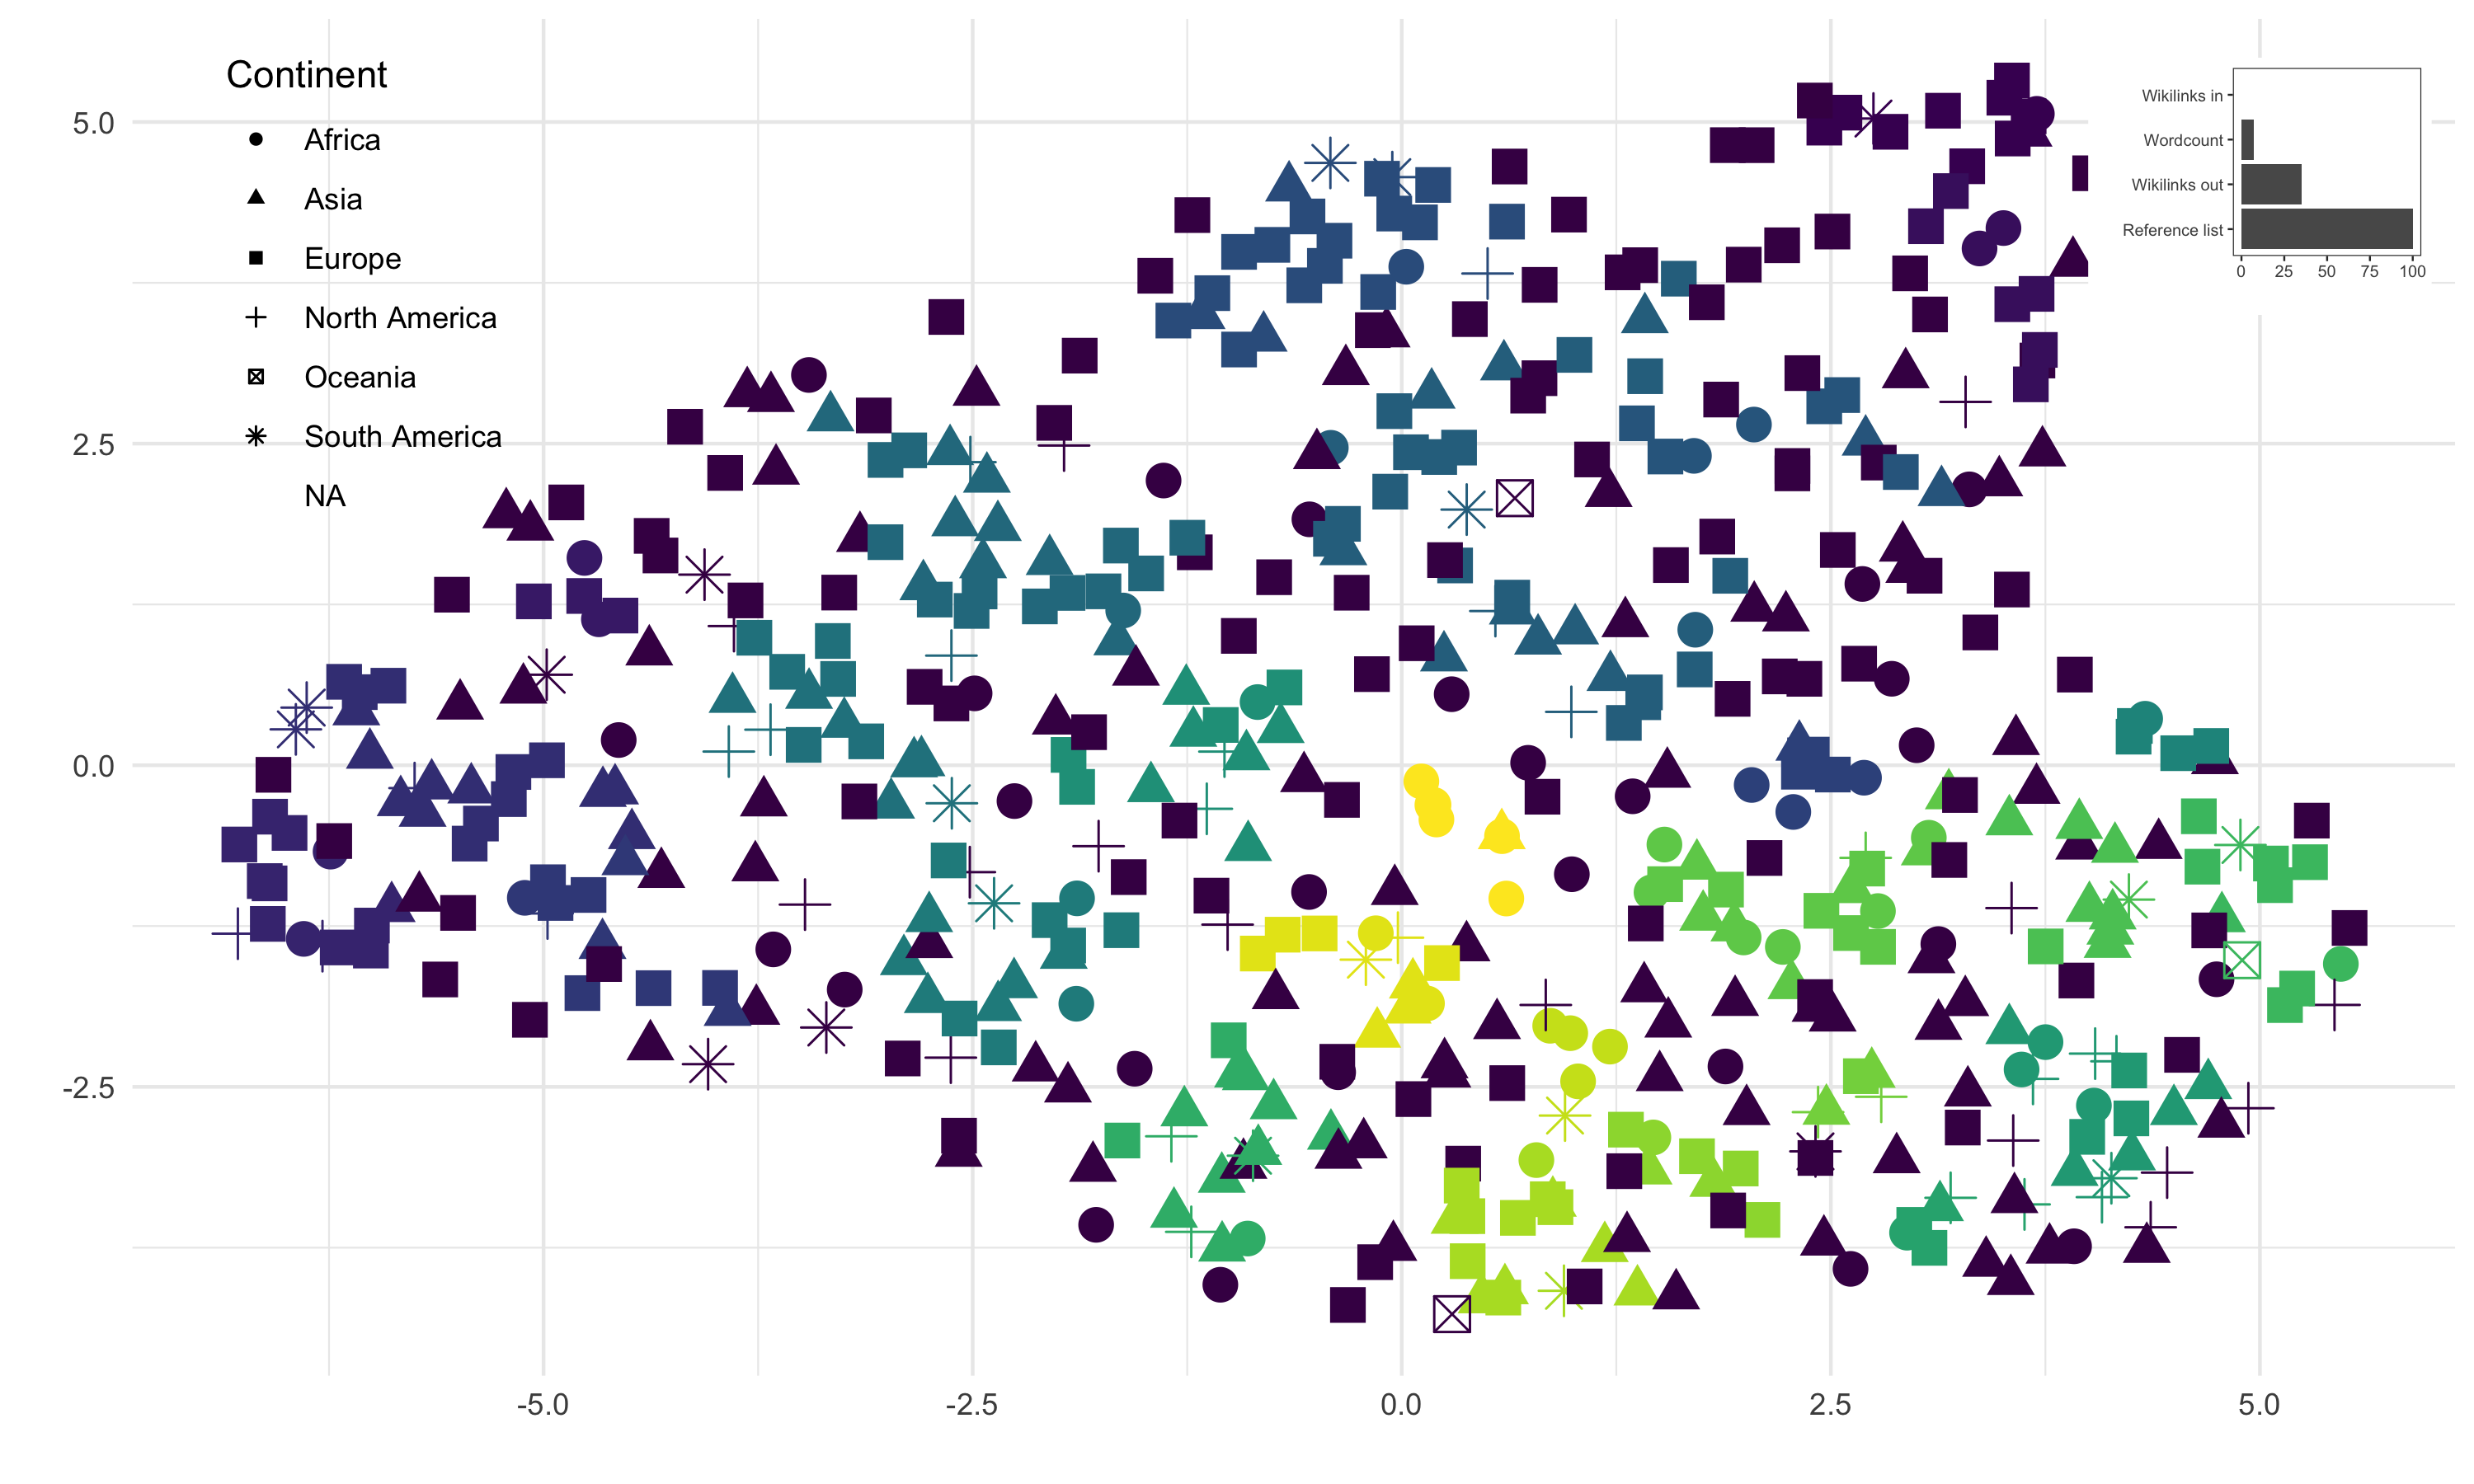 Continent
Africa
Asia
Europe
North America
Oceania
South America
NA
5.0
2.5
0.0
-2.5
-5.0
-2.5
0.0
2.5
5.0
Wikilinks in
Wordcount
Wikilinks out
Reference list
0
25
50
75
100